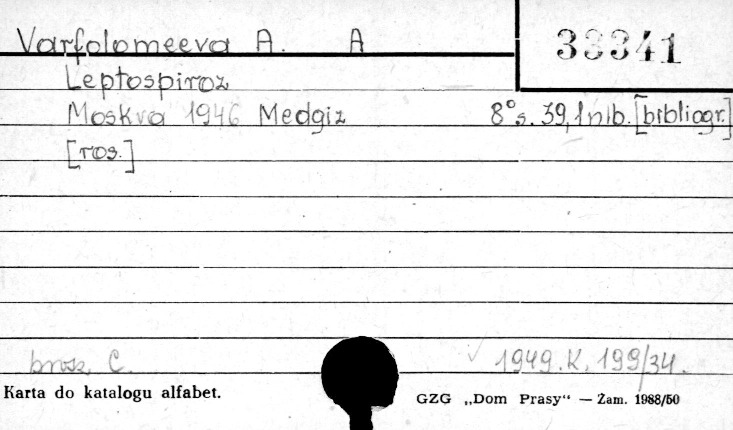 Varfolomeeva A. A
33341
Leptospiroz
Moskva 1946 Medgiz 8° s. 39, 1 nlb. [bibliogr.]
[ros.]
brosz. C. 1949.K. 199/34.
Karta do katalogu alfabet.
GZG „Dom Prasy“ — Zam. 1988/50